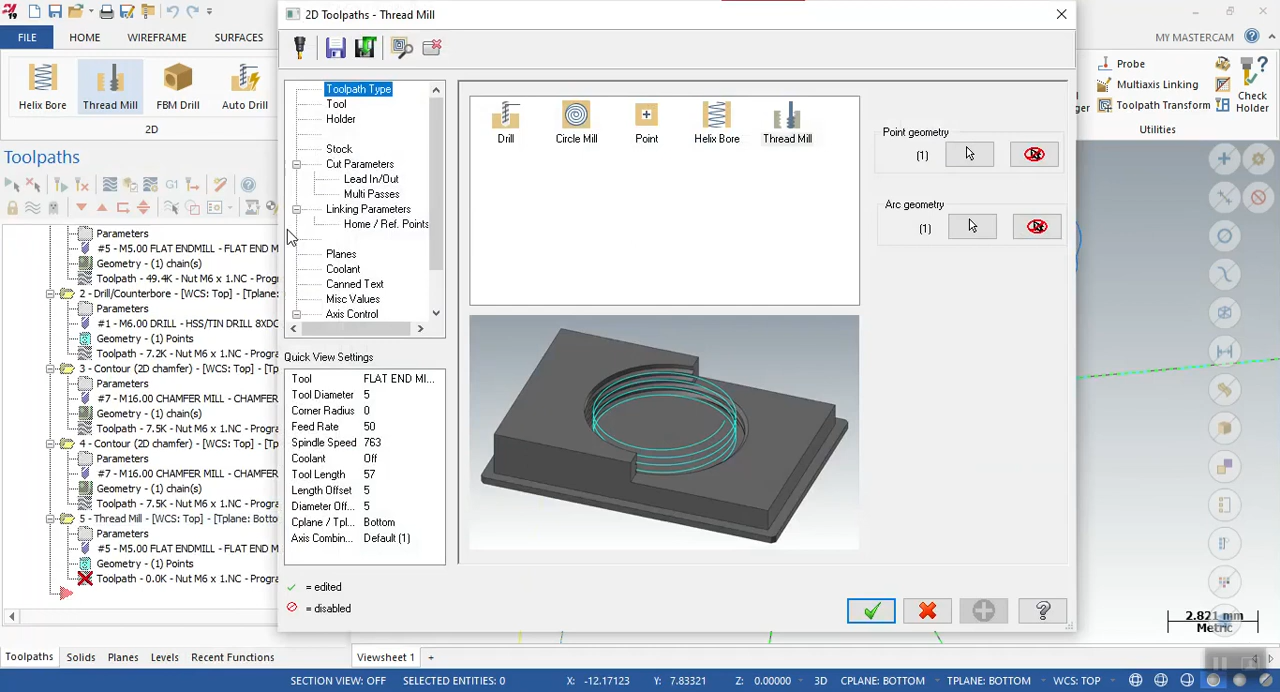 19
2D Toolpaths - Thread Mill
FILE
HOME
WIREFRAME
SURFACES
MY MASTERCAM
Helix Bore
Thread Mill
FBM Drill
Auto Drill
2D
Probe
Multiaxis Linking
Toolpath Transform
Check
Holder
Utilities
Toolpaths
G1
Parameters
#5 - M5.00 FLAT ENDMILL - FLAT END M
Geometry - (1) chain(s)
Toolpath - 49.4K - Nut M6 x 1.NC - Progra
2 - Drill/Counterbore - [WCS: Top] - [Tplane:
Parameters
#1 - M6.00 DRILL - HSS/TIN DRILL 8XDC
Geometry - (1) Points
Toolpath - 7.2K - Nut M6 x 1.NC - Progra
3 - Contour (2D chamfer) - [WCS: Top] - [Tp
Parameters
#7 - M16.00 CHAMFER MILL - CHAMFER
Geometry - (1) chain(s)
Toolpath - 7.5K - Nut M6 x 1.NC - Progra
4 - Contour (2D chamfer) - [WCS: Top] - [Tp
Parameters
#7 - M16.00 CHAMFER MILL - CHAMFER
Geometry - (1) chain(s)
Toolpath - 7.5K - Nut M6 x 1.NC - Progra
5 - Thread Mill - [WCS: Top] - [Tplane: Botto
Parameters
#5 - M5.00 FLAT ENDMILL - FLAT END M
Geometry - (1) Points
Toolpath - 0.0K - Nut M6 x 1.NC - Progra
Toolpath Type
Tool
Holder
Stock
Cut Parameters
Lead In/Out
Multi Passes
Linking Parameters
Home / Ref. Points
Planes
Coolant
Canned Text
Misc Values
Axis Control
Drill
Circle Mill
Point
Helix Bore
Thread Mill
Point geometry
(1)
Arc geometry
(1)
Quick View Settings
Tool FLAT END MI...
Tool Diameter 5
Corner Radius 0
Feed Rate 50
Spindle Speed 763
Coolant Off
Tool Length 57
Length Offset 5
Diameter Off... 5
Cplane / Tpl... Bottom
Axis Combin... Default (1)
= edited
= disabled
2.821 mm
Metric
Toolpaths
Solids
Planes
Levels
Recent Functions
Viewsheet 1
+
SECTION VIEW: OFF
SELECTED ENTITIES: 0
X: -12.17123
Y: 7.83321
Z: 0.00000
3D
CPLANE: BOTTOM
TPLANE: BOTTOM
WCS: TOP